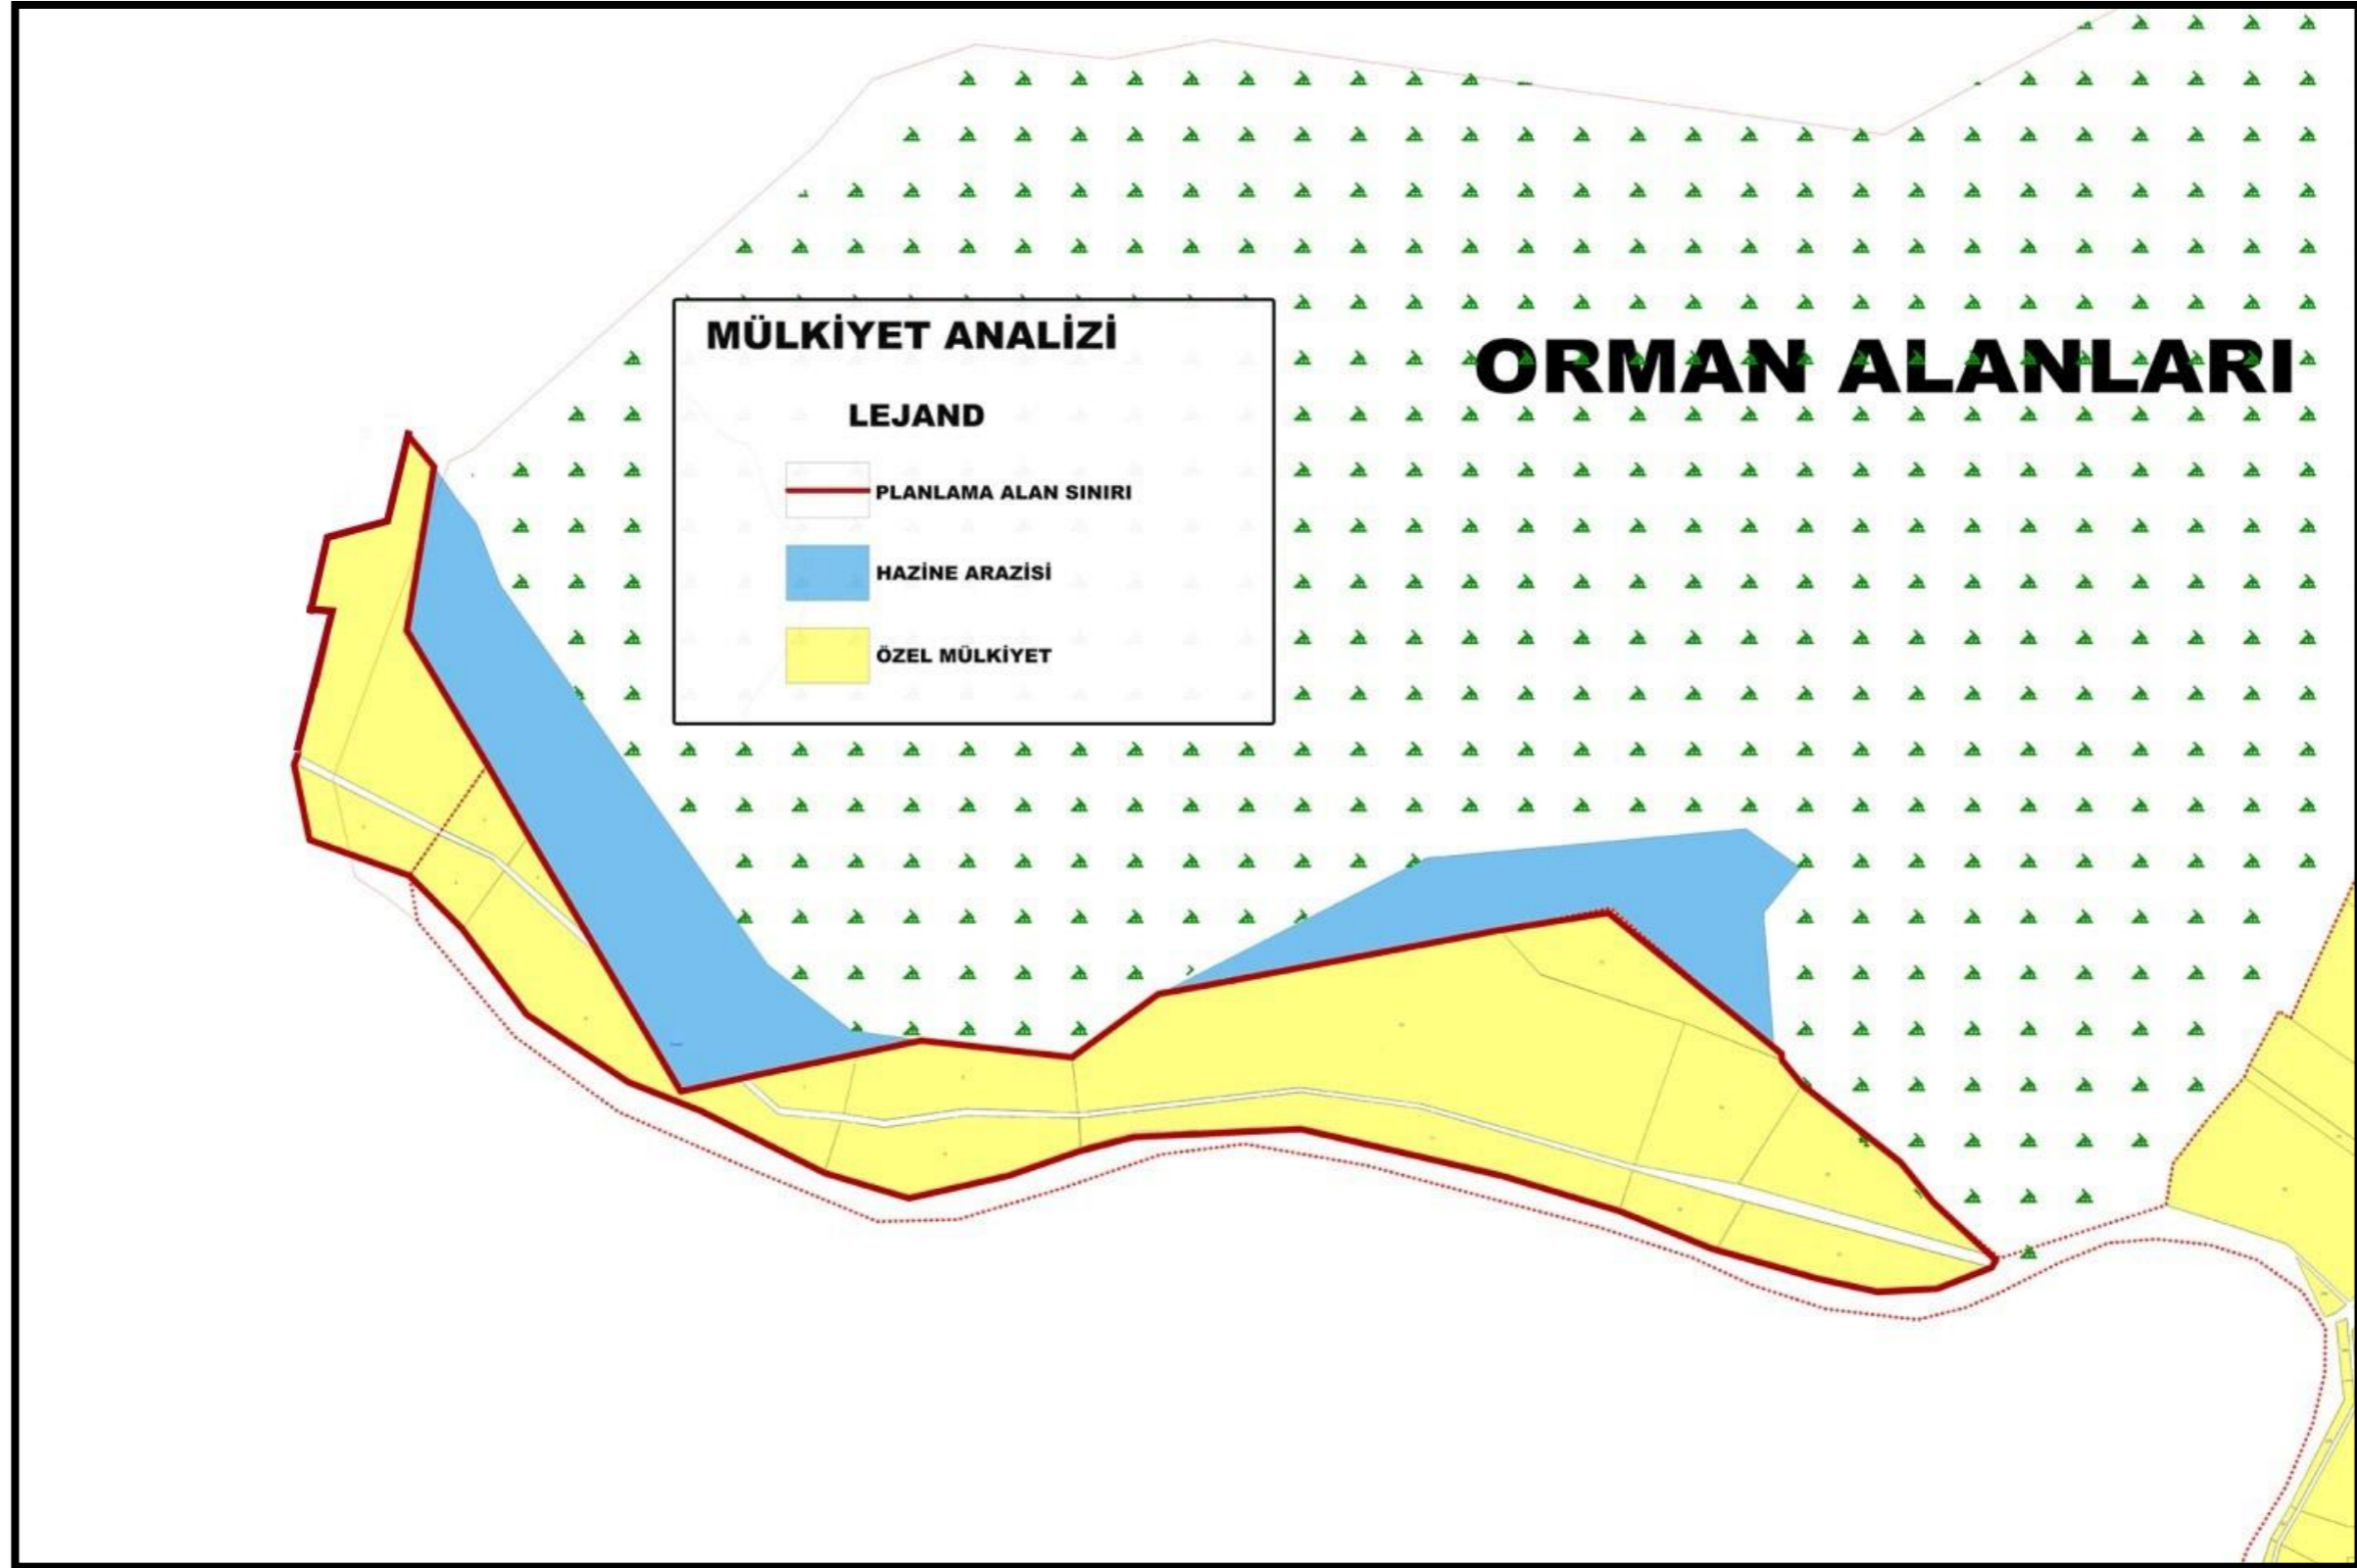 MÜLKİYET ANALİZİ
ORMAN ALANLARI
LEJAND
PLANLAMA ALAN SINIRI
HAZİNE ARAZİSİ
ÖZEL MÜLKİYET